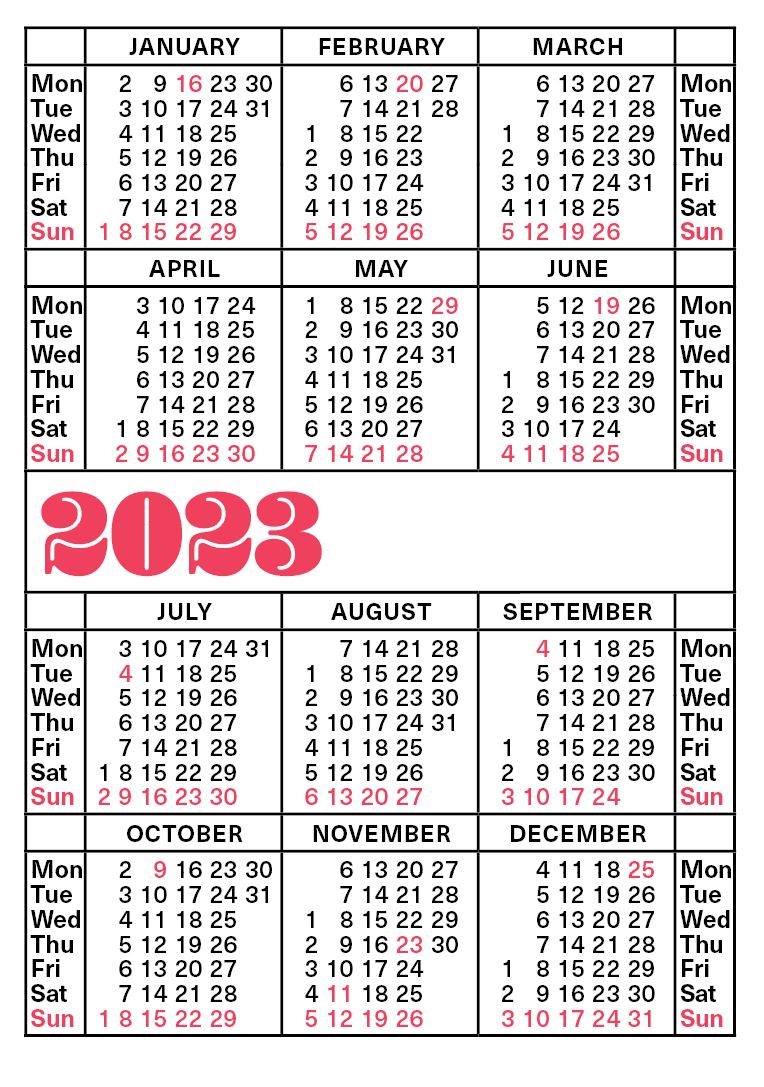 JANUARY FEBRUARY MARCH
Mon 2 9 16 23 30 6 13 20 27 6 13 20 27 Mon
Tue 3 10 17 24 31 7 14 21 28 7 14 21 28 Tue
Wed 4 11 18 25 1 8 15 22 1 8 15 22 29 Wed
Thu 5 12 19 26 2 9 16 23 2 9 16 23 30 Thu
Fri 6 13 20 27 3 10 17 24 3 10 17 24 31 Fri
Sat 7 14 21 28 4 11 18 25 4 11 18 25 Sat
Sun 1 8 15 22 29 5 12 19 26 5 12 19 26 Sun
APRIL MAY JUNE
Mon 3 10 17 24 1 8 15 22 29 5 12 19 26 Mon
Tue 4 11 18 25 2 9 16 23 30 6 13 20 27 Tue
Wed 5 12 19 26 3 10 17 24 31 7 14 21 28 Wed
Thu 6 13 20 27 4 11 18 25 1 8 15 22 29 Thu
Fri 7 14 21 28 5 12 19 26 2 9 16 23 30 Fri
Sat 1 8 15 22 29 6 13 20 27 3 10 17 24 Sat
Sun 2 9 16 23 30 7 14 21 28 4 11 18 25 Sun
2023
JULY AUGUST SEPTEMBER
Mon 3 10 17 24 31 7 14 21 28 4 11 18 25 Mon
Tue 4 11 18 25 1 8 15 22 29 5 12 19 26 Tue
Wed 5 12 19 26 2 9 16 23 30 6 13 20 27 Wed
Thu 6 13 20 27 3 10 17 24 31 7 14 21 28 Thu
Fri 7 14 21 28 4 11 18 25 1 8 15 22 29 Fri
Sat 1 8 15 22 29 5 12 19 26 2 9 16 23 30 Sat
Sun 2 9 16 23 30 6 13 20 27 3 10 17 24 Sun
OCTOBER NOVEMBER DECEMBER
Mon 2 9 16 23 30 6 13 20 27 4 11 18 25 Mon
Tue 3 10 17 24 31 7 14 21 28 5 12 19 26 Tue
Wed 4 11 18 25 1 8 15 22 29 6 13 20 27 Wed
Thu 5 12 19 26 2 9 16 23 30 7 14 21 28 Thu
Fri 6 13 20 27 3 10 17 24 1 8 15 22 29 Fri
Sat 7 14 21 28 4 11 18 25 2 9 16 23 30 Sat
Sun 1 8 15 22 29 5 12 19 26 3 10 17 24 31 Sun